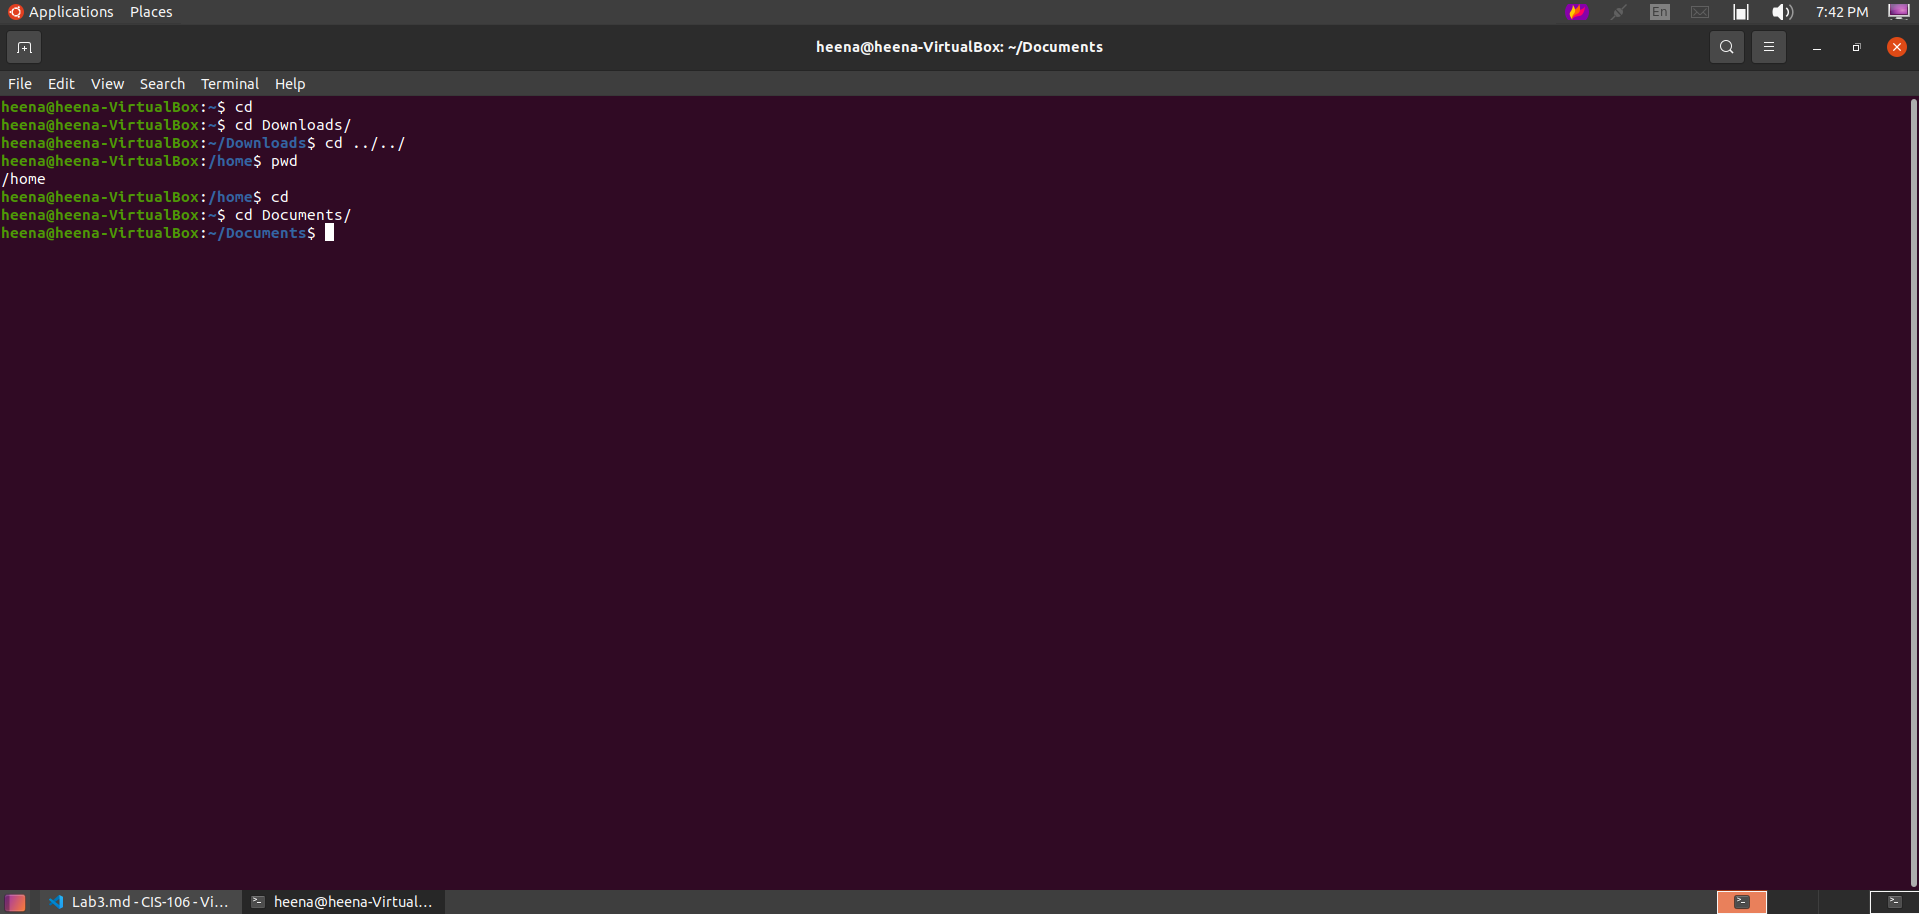 Applications Places En 7:42 PM
heena@heena-VirtualBox: ~/Documents
File Edit View Search Terminal Help
heena@heena-VirtualBox:~$ cd
heena@heena-VirtualBox:~$ cd Downloads/
heena@heena-VirtualBox:~/Downloads$ cd ../../
heena@heena-VirtualBox:/home$ pwd
/home
heena@heena-VirtualBox:/home$ cd
heena@heena-VirtualBox:~$ cd Documents/
heena@heena-VirtualBox:~/Documents$
Lab3.md - CIS-106 - Vi... heena@heena-Virtual...